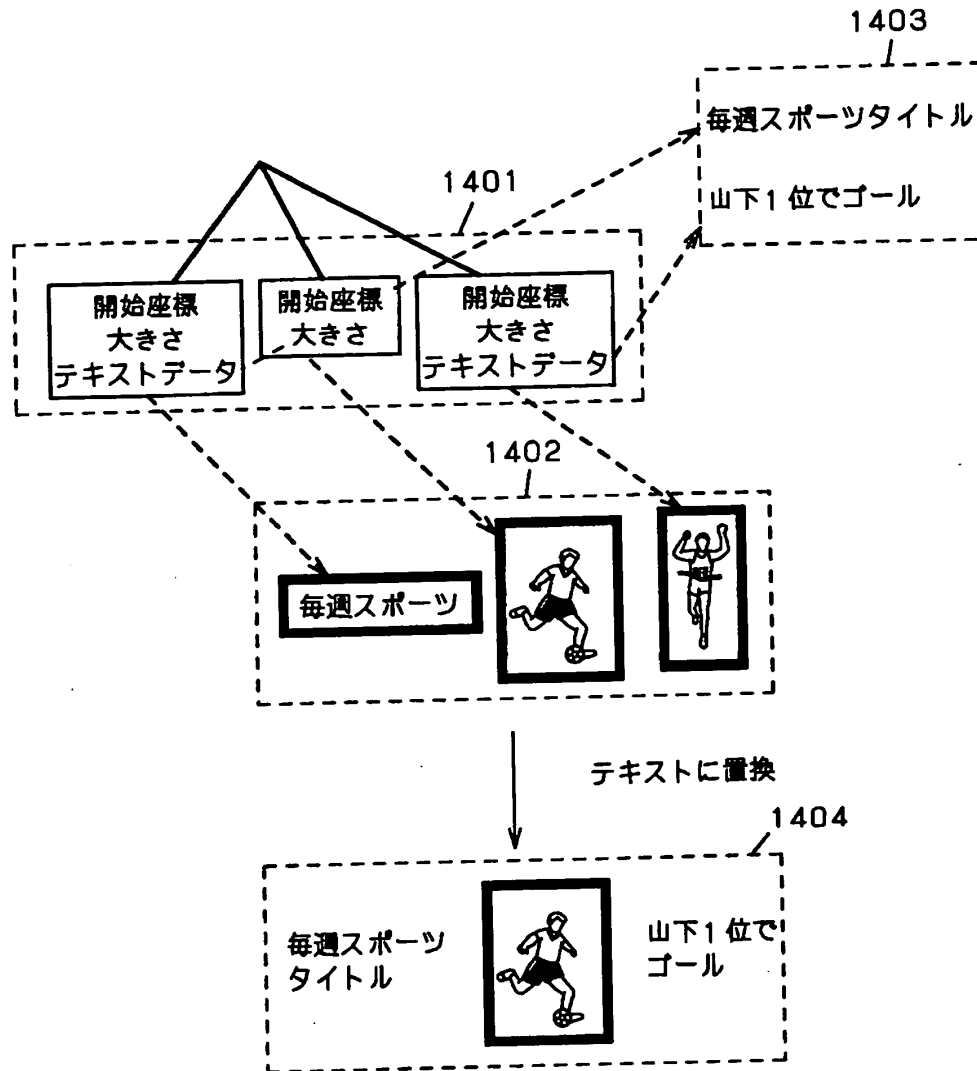 1403
毎週スポーツタイトル
山下1位でゴール
1401
開始座標
大きさ
テキストデータ
開始座標
大きさ
開始座標
大きさ
テキストデータ
1402
毎週スポーツ
テキストに置換
1404
毎週スポーツ
タイトル
山下1位で
ゴール